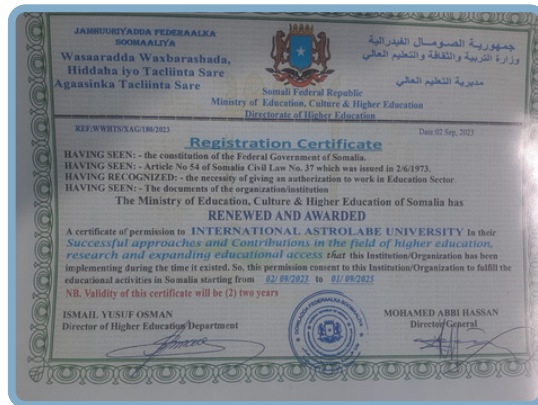 JAMHUURIYADDA FEDERAALKA
SOOMAALIYA
Wasaaradda Waxbarashada,
Hiddaha iyo Tacliinta Sare
Agaasinka Tacliinta Sare
جمهورية الصومال الفيدرالية
وزارة التربية والثقافة والتعليم العالي
مديرية التعليم العالي
Somali Federal Republic
Ministry of Education, Culture & Higher Education
Directorate of Higher Education
REF:WWHTS/XAG/180/2023
Date:02 Sep, 2023
Registration Certificate
HAVING SEEN: - the constitution of the Federal Government of Somalia.
HAVING SEEN: - Article No 54 of Somalia Civil Law No. 37 which was issued in 2/6/1973.
HAVING RECOGNIZED: - the necessity of giving an authorization to work in Education Sector
HAVING SEEN: - The documents of the organization/institution
The Ministry of Education, Culture & Higher Education of Somalia has
RENEWED AND AWARDED
A certificate of permission to INTERNATIONAL ASTROLABE UNIVERSITY In their
Successful approaches and Contributions in the field of higher education,
research and expanding educational access that this Institution/Organization has been
implementing during the time it existed. So, this permission consent to this Institution/Organization to fulfill the
educational activities in Somalia starting from 02/09/2023 to 01/09/2025
NB. Validity of this certificate will be (2) two years
ISMAIL YUSUF OSMAN
Director of Higher Education Department
MOHAMED ABBI HASSAN
Director General